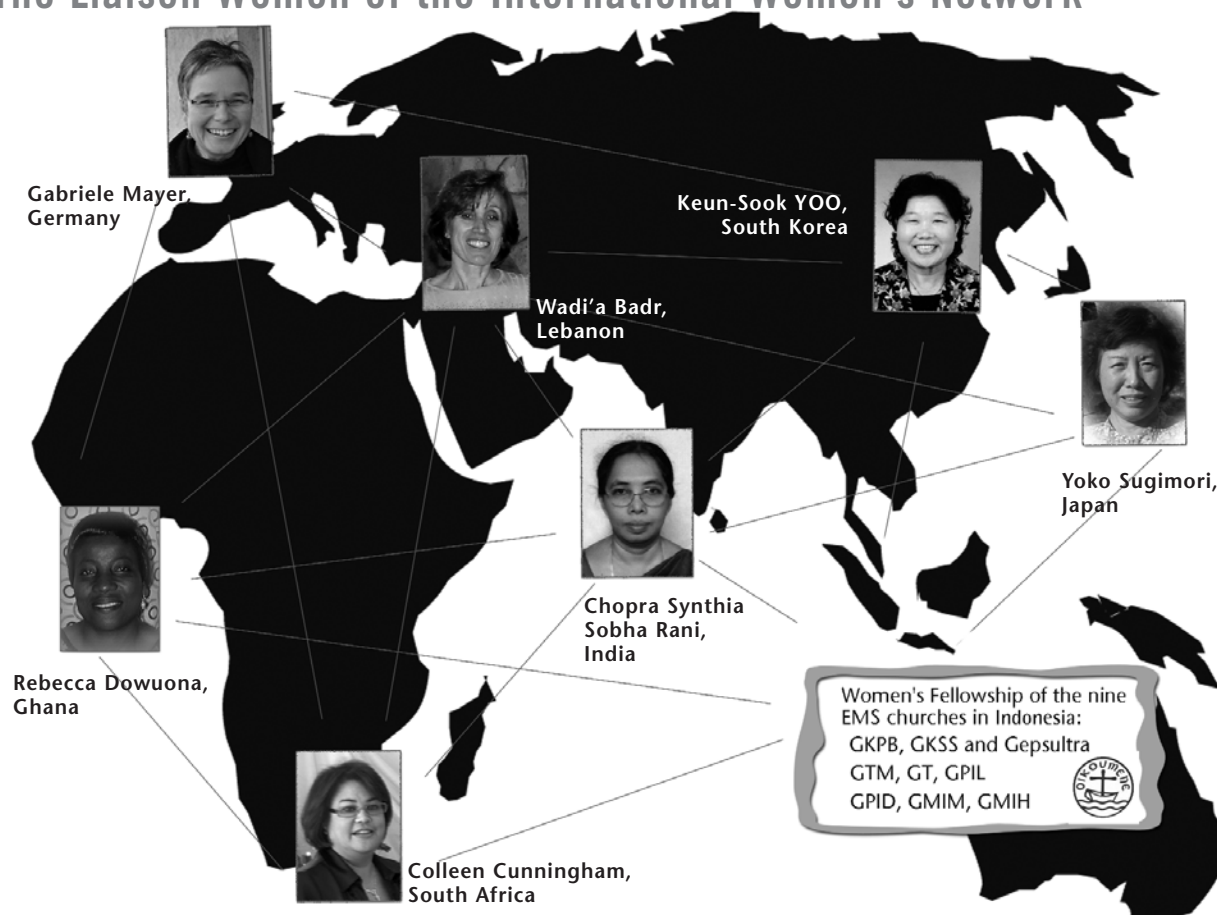 The Liaison Women of the International Women's Network
Gabriele Mayer,
Germany
Keun-Sook YOO,
South Korea
Wadi'a Badr,
Lebanon
Yoko Sugimori,
Japan
Chopra Synthia
Sobha Rani,
India
Rebecca Dowuona,
Ghana
Women's Fellowship of the nine
EMS churches in Indonesia:
GKPB, GKSS and Gepsultra
GTM, GT, GPIL
GPID, GMIM, GMIH
OIKOUMENE
Colleen Cunningham,
South Africa